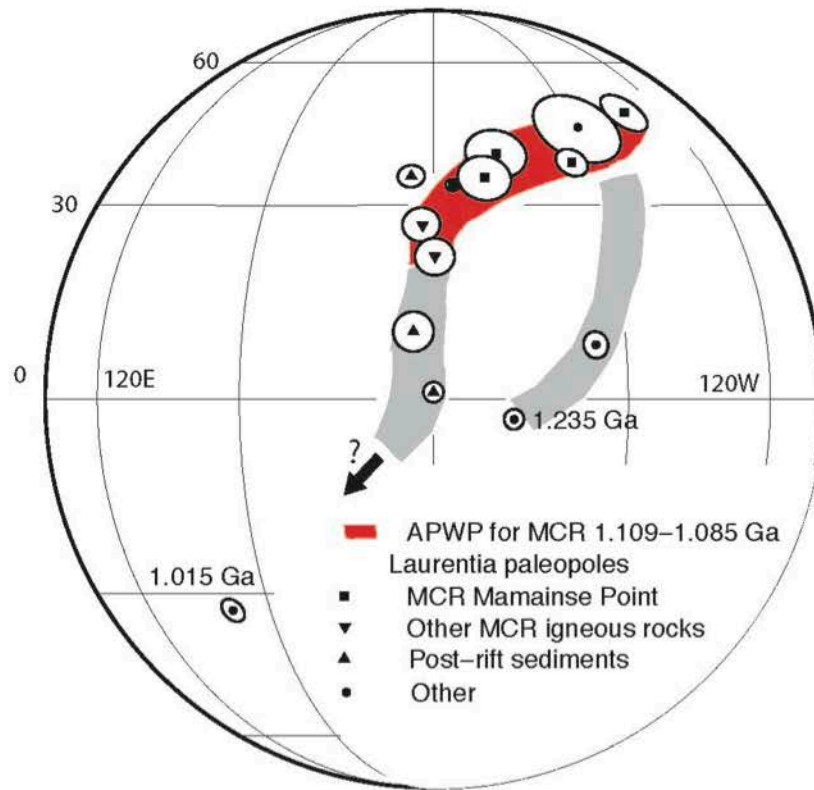 60
30
0
120E
120W
1.235 Ga
?
APWP for MCR 1.109–1.085 Ga
Laurentia paleopoles
1.015 Ga
MCR Mamainse Point
Other MCR igneous rocks
Post–rift sediments
Other